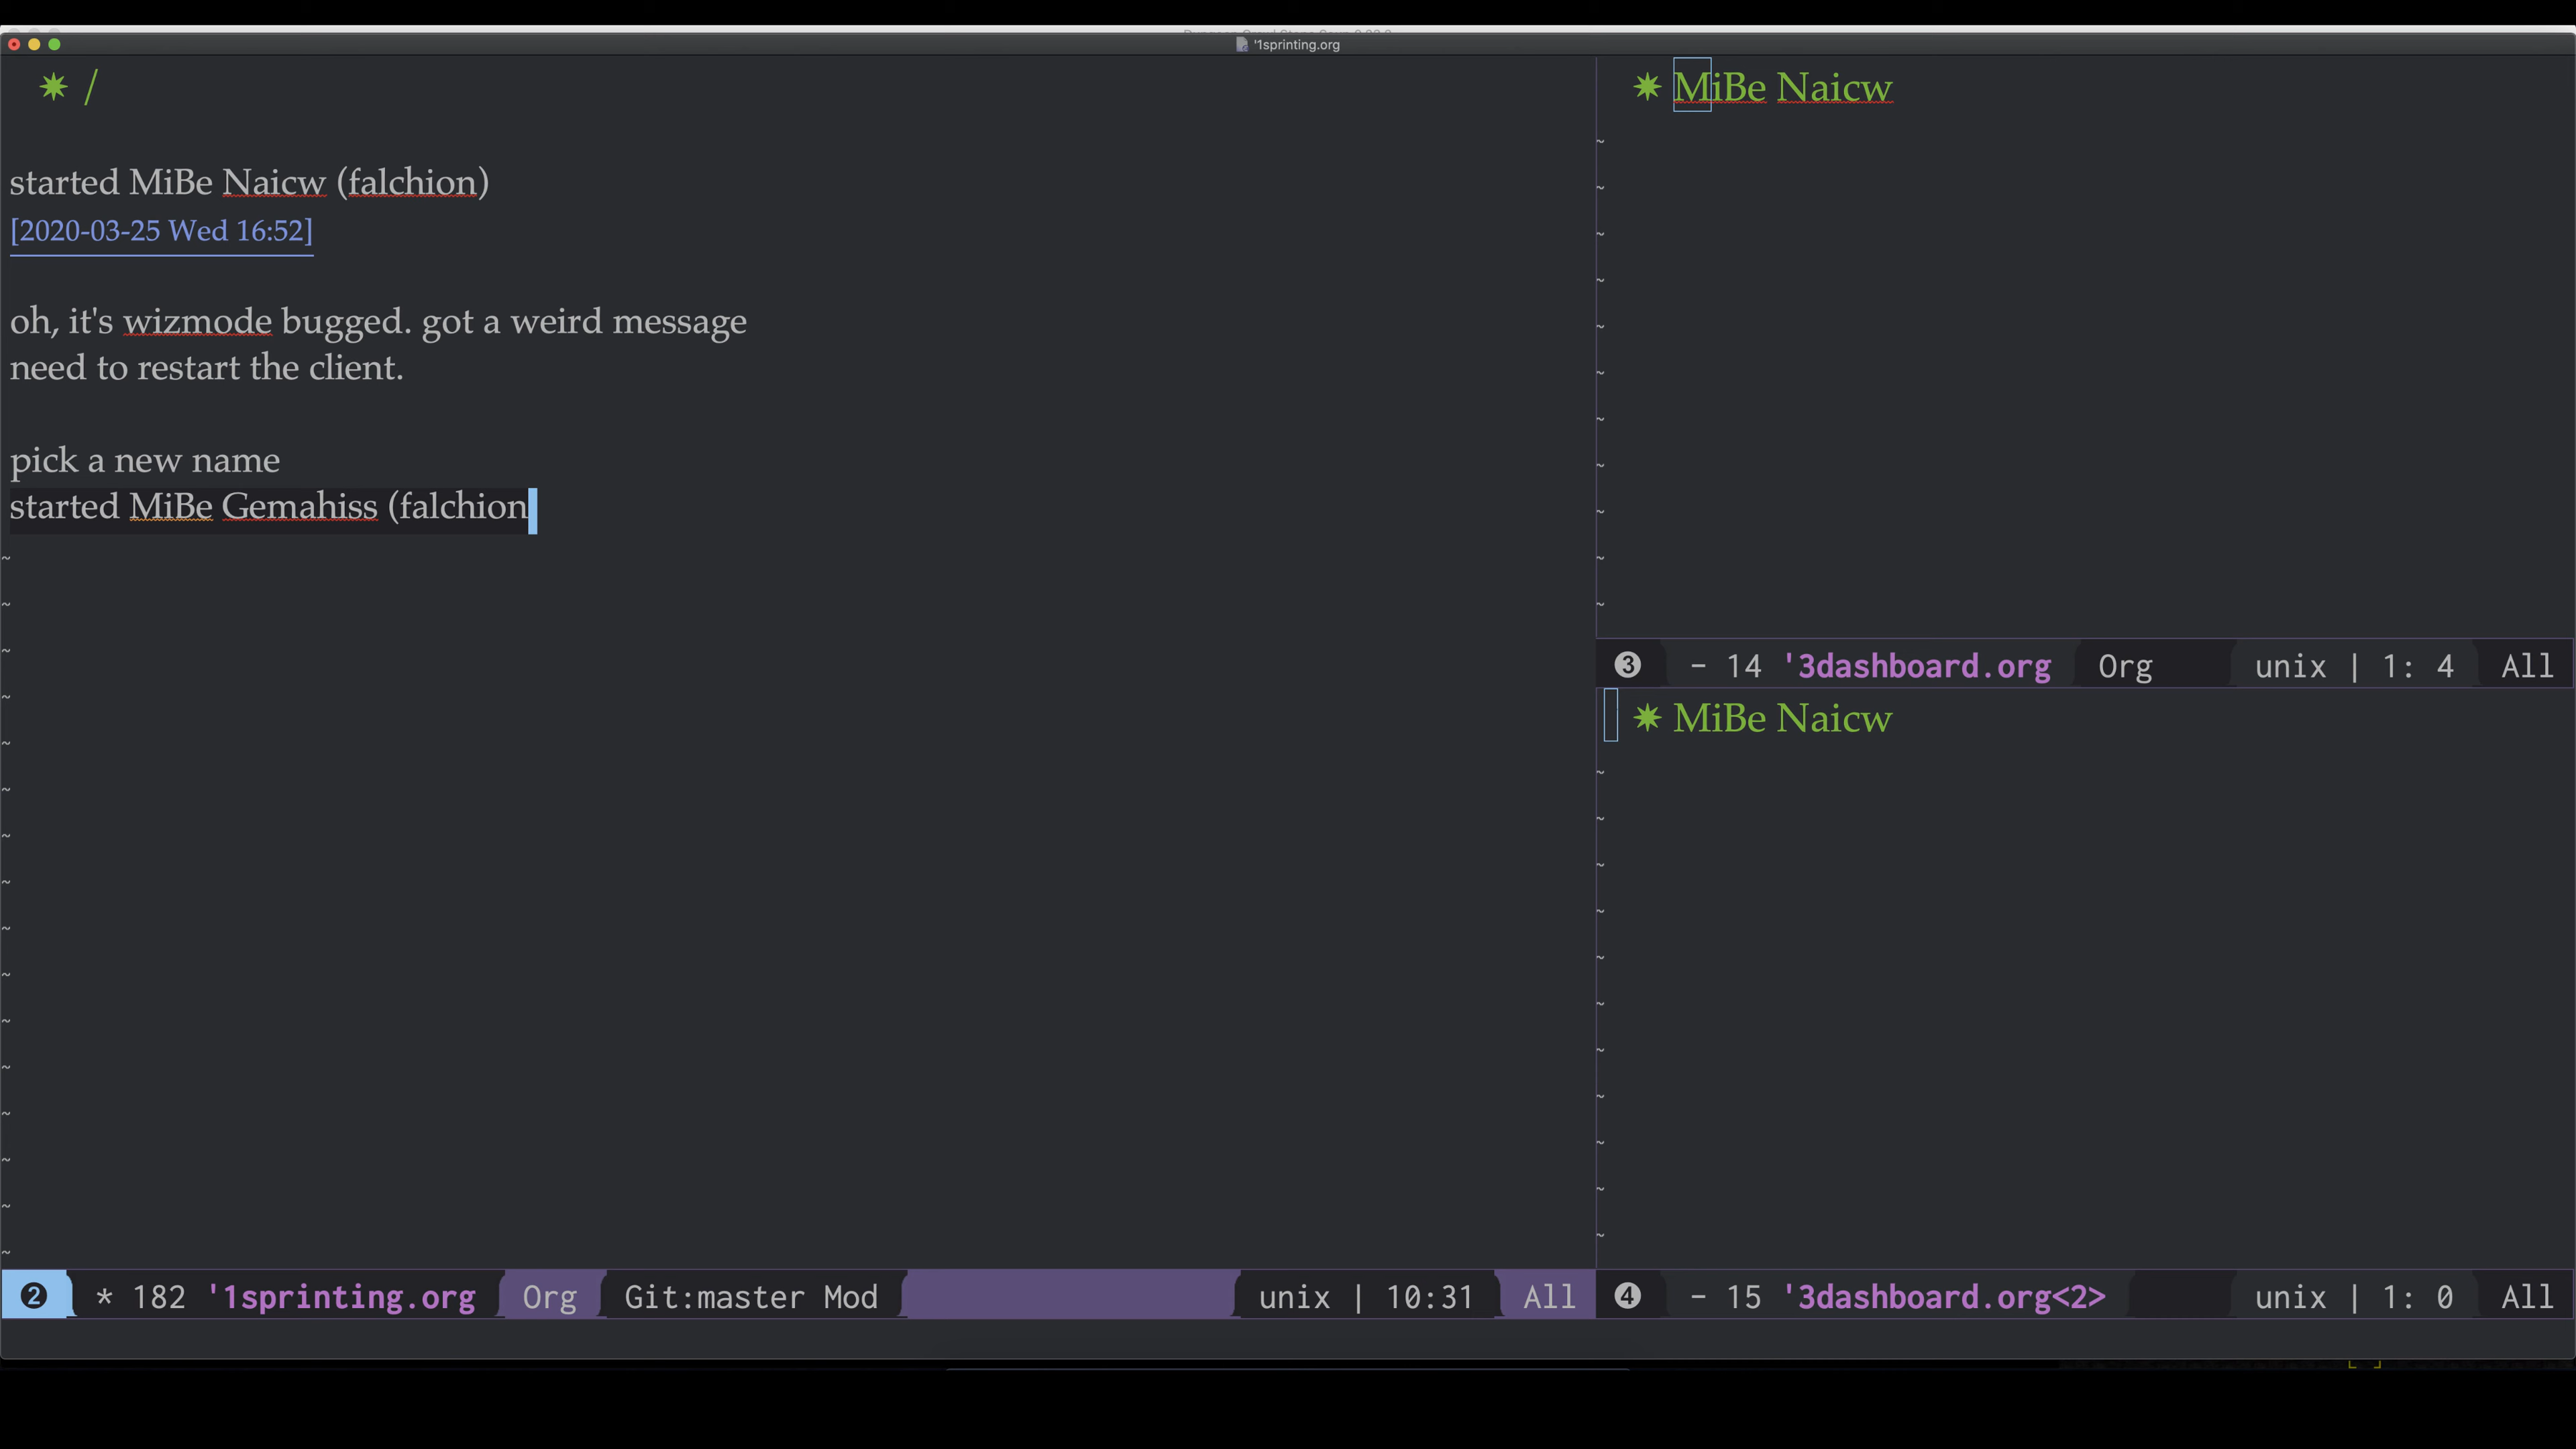 '1sprinting.org
/
started MiBe Naicw (falchion)
[2020-03-25 Wed 16:52]
oh, it's wizmode bugged. got a weird message
need to restart the client.
pick a new name
started MiBe Gemahiss (falchion
2 * 182 '1sprinting.org Org Git:master Mod unix | 10:31 All
MiBe Naicw
3 - 14 '3dashboard.org Org unix | 1: 4 All
MiBe Naicw
4 - 15 '3dashboard.org<2> unix | 1: 0 All